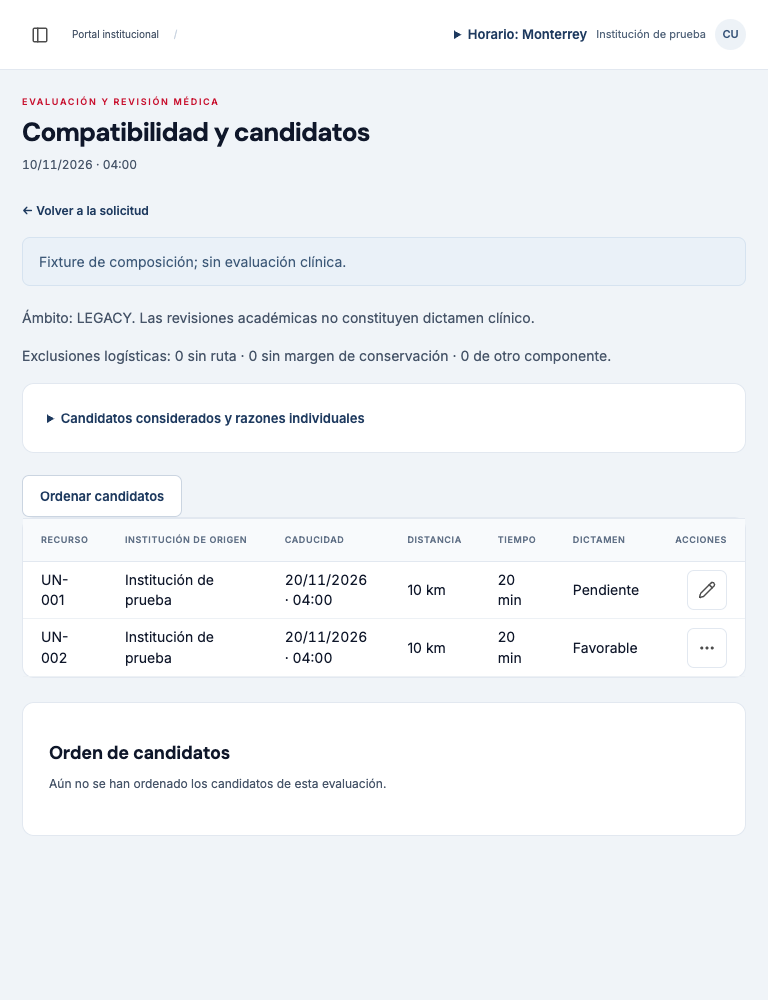 Portal institucional /
▶ Horario: Monterrey Institución de prueba CU
EVALUACIÓN Y REVISIÓN MÉDICA
Compatibilidad y candidatos
10/11/2026 · 04:00
← Volver a la solicitud
Fixture de composición; sin evaluación clínica.
Ámbito: LEGACY. Las revisiones académicas no constituyen dictamen clínico.
Exclusiones logísticas: 0 sin ruta · 0 sin margen de conservación · 0 de otro componente.
▶ Candidatos considerados y razones individuales
Ordenar candidatos
RECURSO INSTITUCIÓN DE ORIGEN CADUCIDAD DISTANCIA TIEMPO DICTAMEN ACCIONES
UN-001 Institución de prueba 20/11/2026 · 04:00 10 km 20 min Pendiente
UN-002 Institución de prueba 20/11/2026 · 04:00 10 km 20 min Favorable
Orden de candidatos
Aún no se han ordenado los candidatos de esta evaluación.